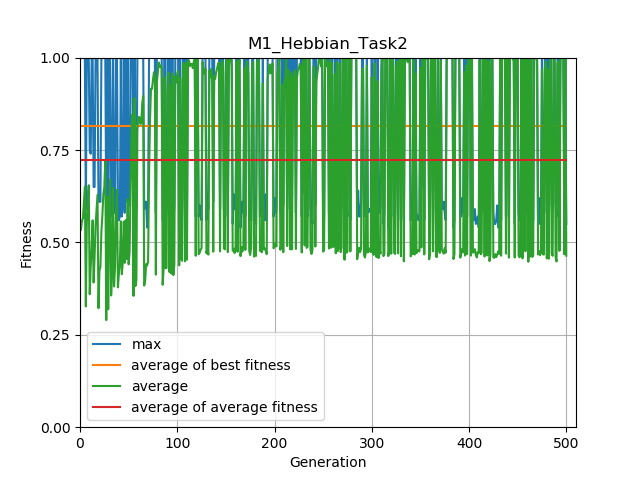 M1_Hebbian_Task2
1.00
0.75
0.50
0.25
0.00
Fitness
max
average of best fitness
average
average of average fitness
0 100 200 300 400 500
Generation